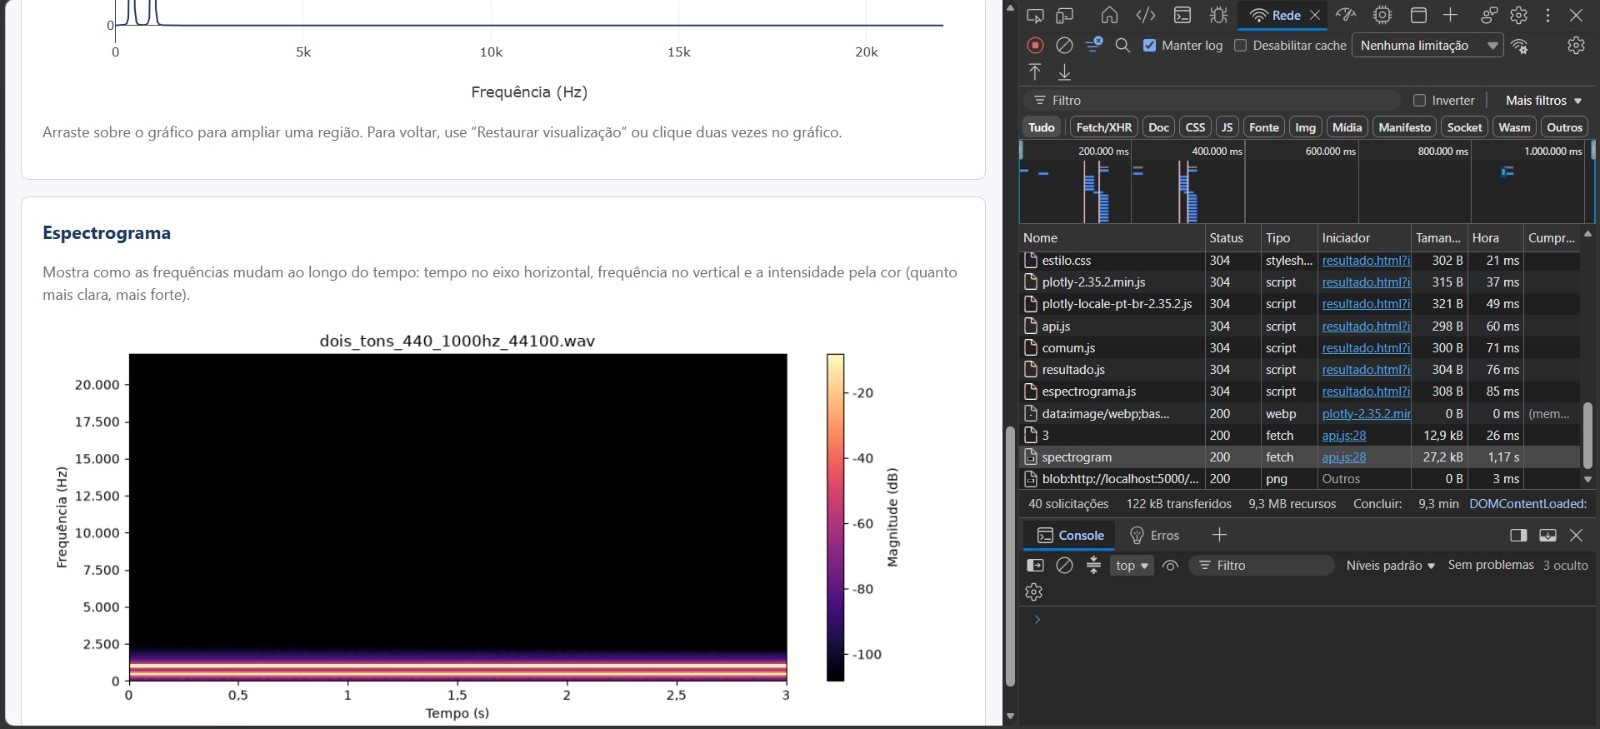 0
0
5k
10k
15k
20k
Frequência (Hz)
Arraste sobre o gráfico para ampliar uma região. Para voltar, use “Restaurar visualização” ou clique duas vezes no gráfico.
Espectrograma
Mostra como as frequências mudam ao longo do tempo: tempo no eixo horizontal, frequência no vertical e a intensidade pela cor (quanto
mais clara, mais forte).
dois_tons_440_1000hz_44100.wav
Frequência (Hz)
20.000
17.500
15.000
12.500
10.000
7.500
5.000
2.500
0
0
0,5
1
1,5
2
2,5
3
Tempo (s)
-20
-40
-60
-80
-100
Magnitude (dB)
Rede
Manter log
Desabilitar cache
Nenhuma limitação
Filtro
Inverter
Mais filtros
Tudo Fetch/XHR Doc CSS JS Fonte Img Mídia Manifesto Socket Wasm Outros
200.000 ms 400.000 ms 600.000 ms 800.000 ms 1.000.000 ms
Nome Status Tipo Iniciador Taman... Hora Cumpr...
estilo.css 304 stylesh... resultado.html?i 302 B 21 ms
plotly-2.35.2.min.js 304 script resultado.html?i 315 B 37 ms
plotly-locale-pt-br-2.35.2.js 304 script resultado.html?i 321 B 49 ms
api.js 304 script resultado.html?i 298 B 60 ms
comum.js 304 script resultado.html?i 300 B 71 ms
resultado.js 304 script resultado.html?i 304 B 76 ms
espectrograma.js 304 script resultado.html?i 308 B 85 ms
data:image/webp;bas... 200 webp plotly-2.35.2.mir 0 B 0 ms (mem...
3 200 fetch api.js:28 12,9 kB 26 ms
spectrogram 200 fetch api.js:28 27,2 kB 1,17 s
blob:http://localhost:5000/... 200 png Outros 0 B 3 ms
40 solicitações 122 kB transferidos 9,3 MB recursos Concluir: 9,3 min DOMContentLoaded:
Console Erros
top Filtro Níveis padrão Sem problemas 3 oculto